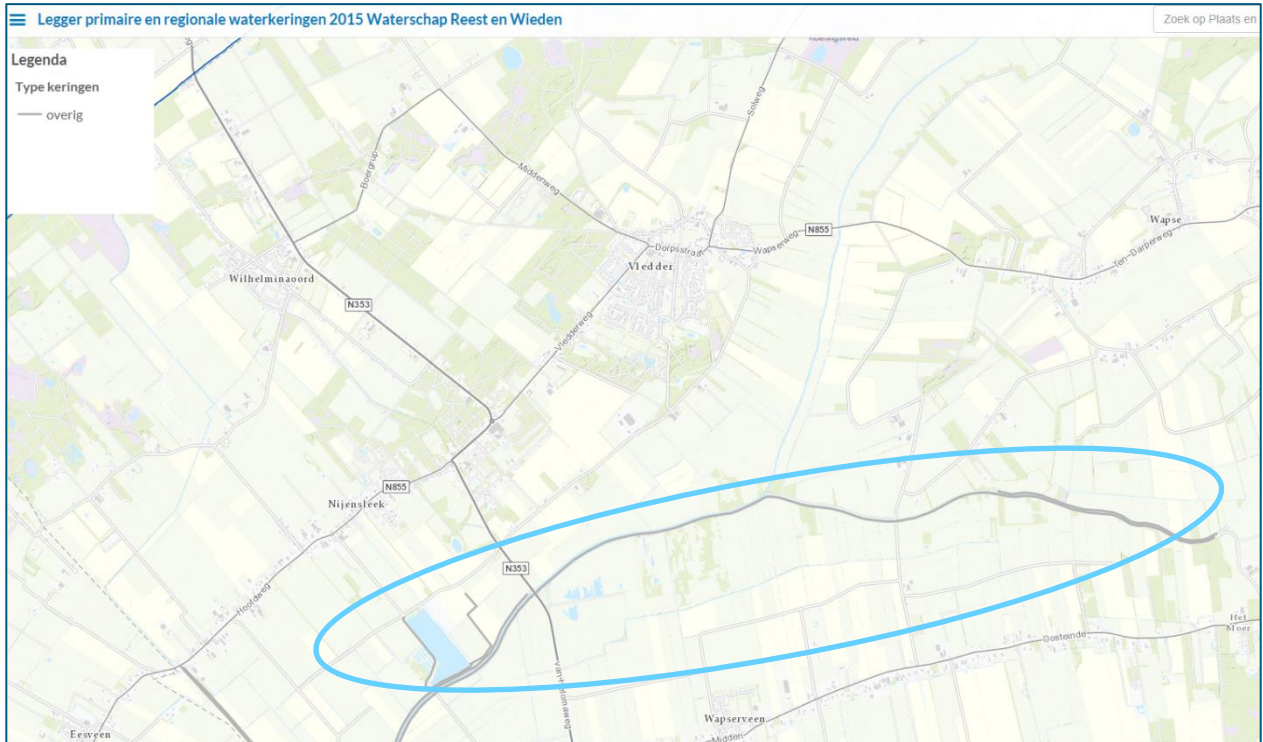 Legger primaire en regionale waterkeringen 2015 Waterschap Reest en Wieden
Zoek op Plaats en
Legenda
Type keringen
overig
Solweg
Boergrup
Middenweg
Wapse
N855
Dorpsstraat
Wapserweg
Ten-Darperweg
Vledder
Wilhelminaoord
N353
Vledderweg
N855
Nijensleek
N353
Hoofdweg
Het
Moer
Oosteinde
Wapserveen
Midden
Eesveen